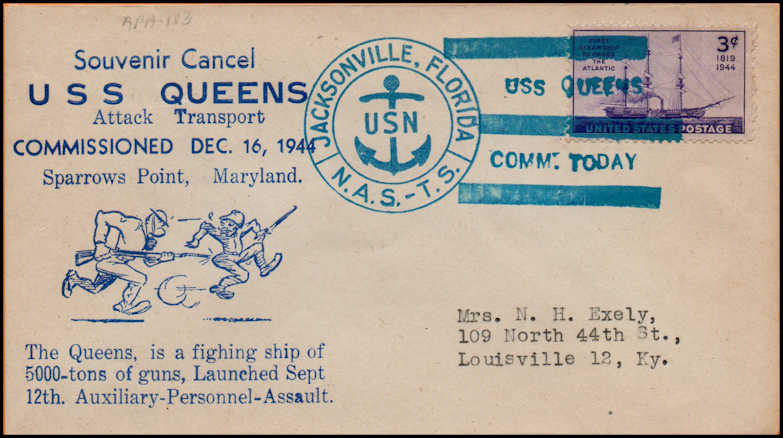 RPA-183
Souvenir Cancel
USS QUEENS
Attack Transport
COMMISSIONED DEC. 16, 1944
Sparrows Point, Maryland.
The Queens, is a fighing ship of
5000-tons of guns, Launched Sept
12th. Auxiliary-Personnel-Assault.
JACKSONVILLE, FLORIDA
USN
N.A.S.-T.S.
USS QUEENS
COMM. TODAY
FIRST
STEAMSHIP
TO CROSS
THE
ATLANTIC
3¢
1819
1944
UNITED STATES POSTAGE
Mrs. N. H. Exely,
109 North 44th St.,
Louisville 12, Ky.